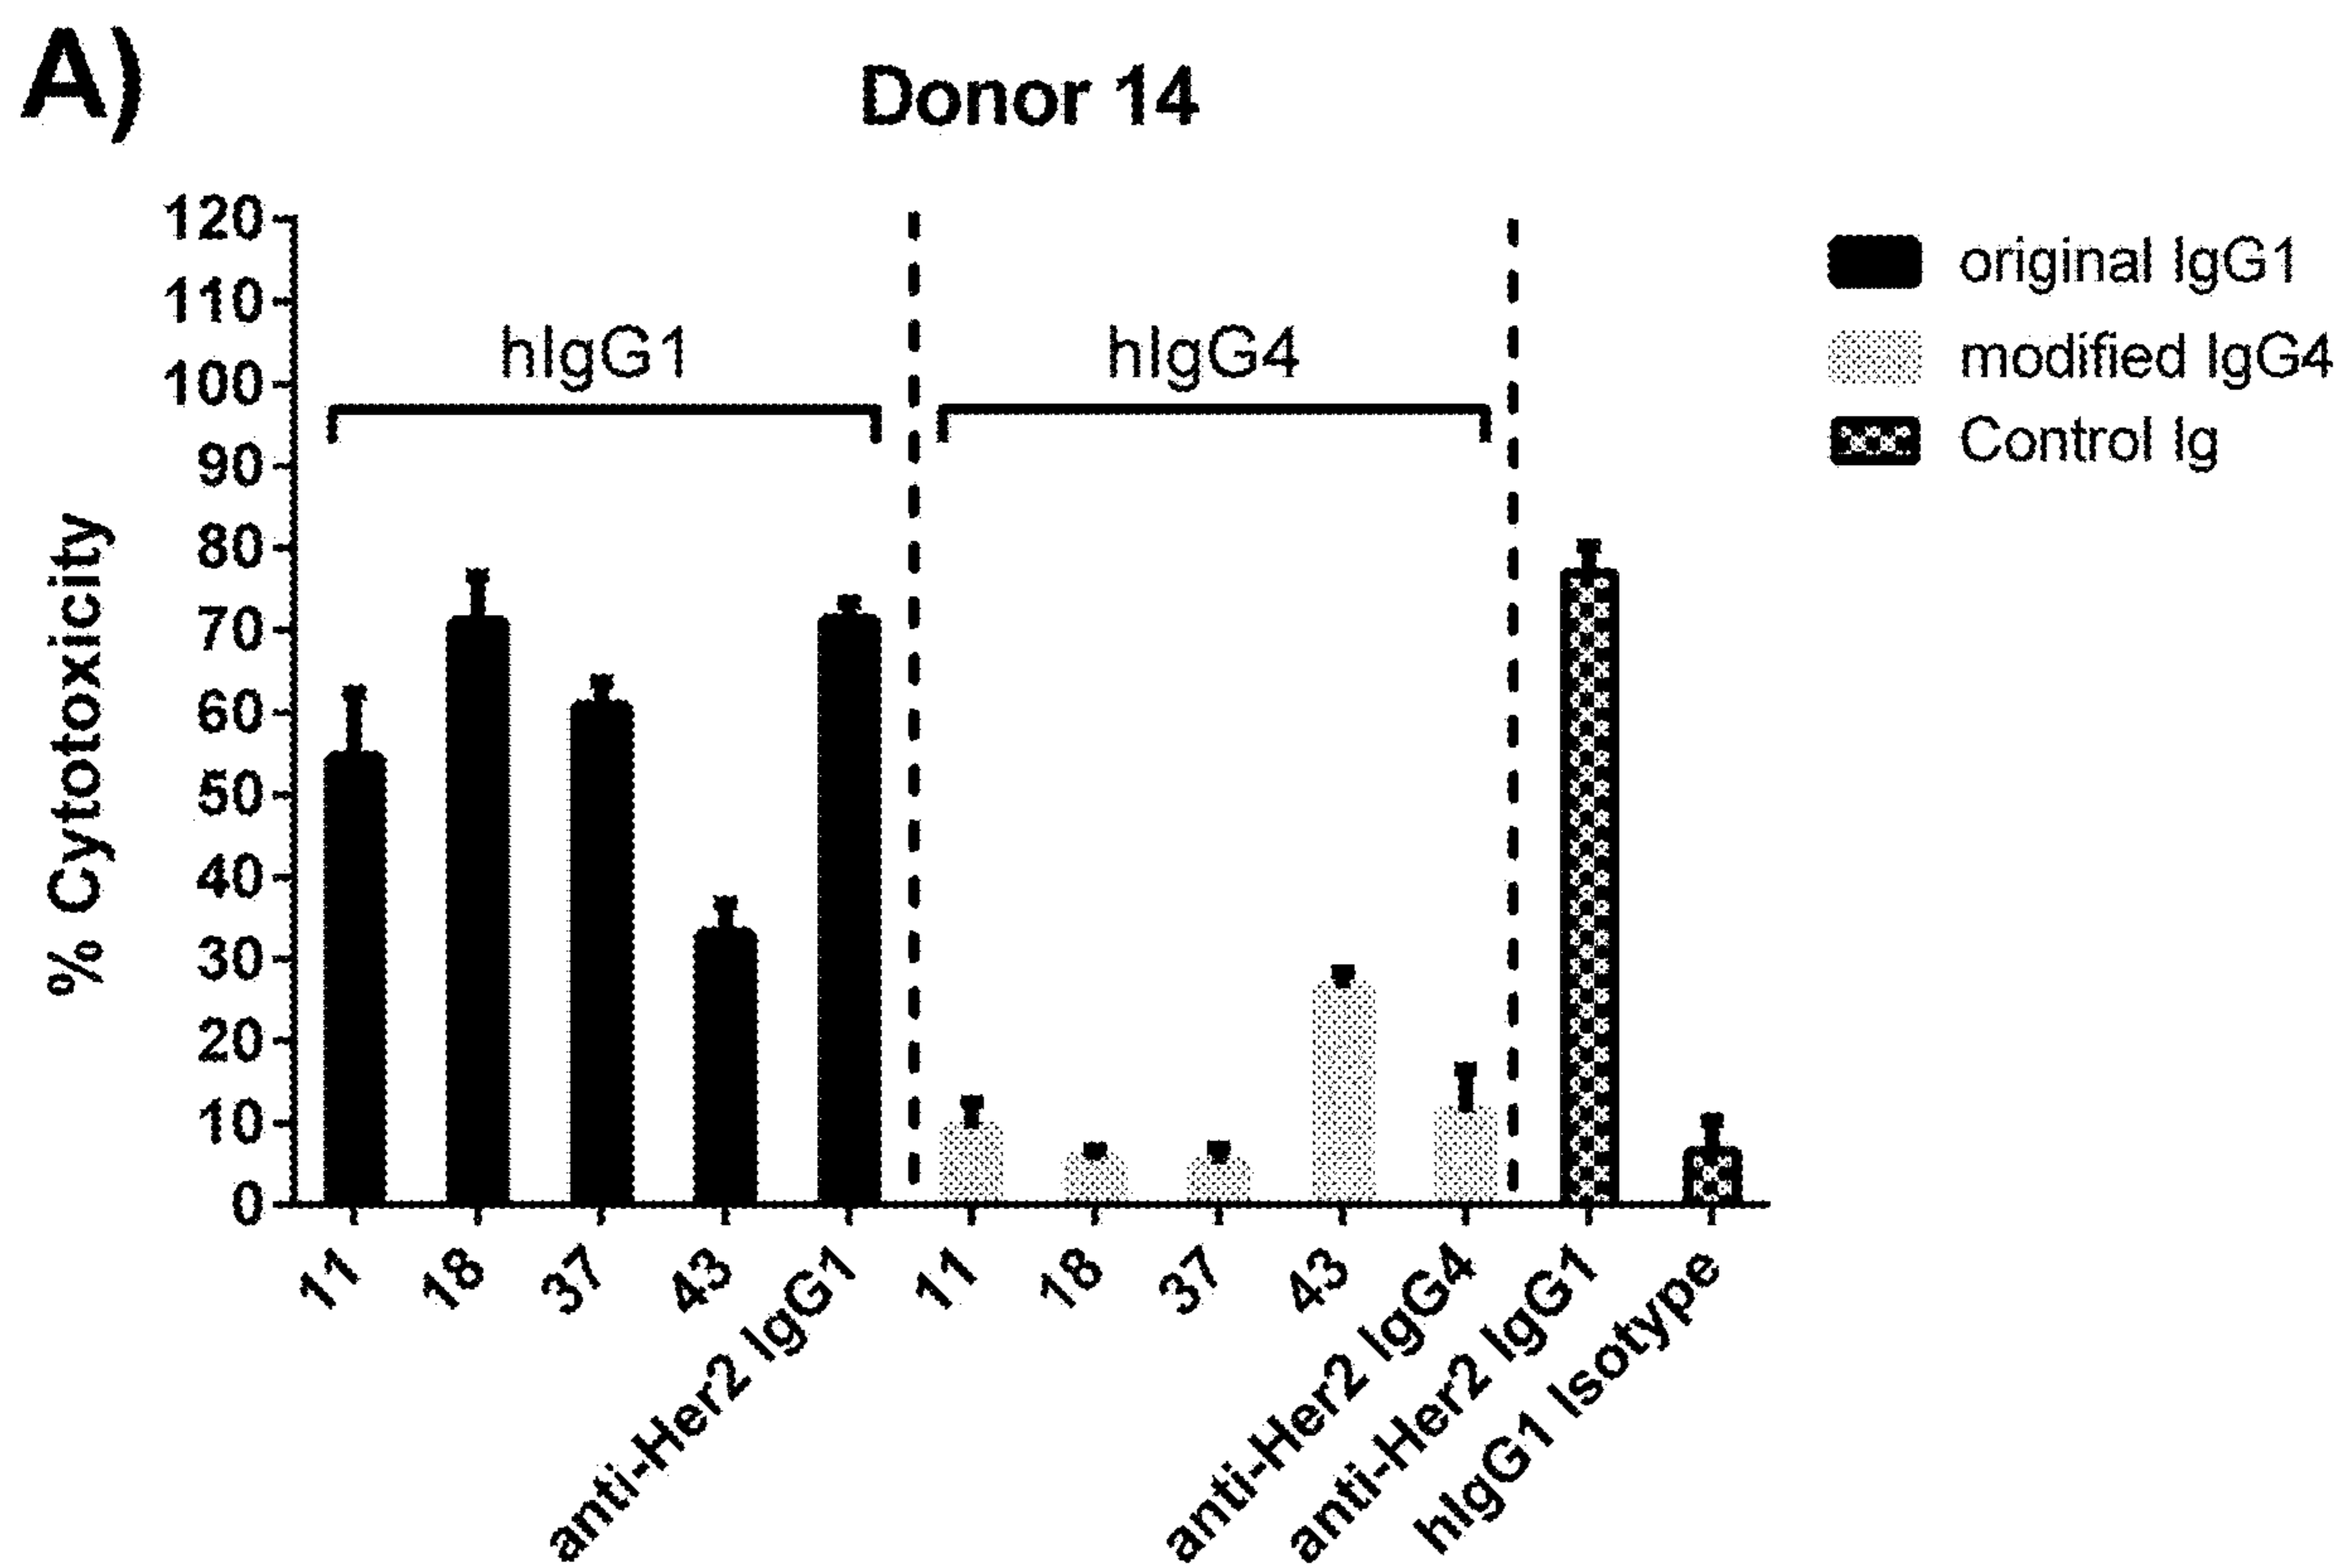 A)
Donor 14
120
110
100
90
80
70
60
50
40
30
20
10
0
% Cytotoxicity
hIgG1
hIgG4
original IgG1
modified IgG4
Control Ig
11
18
37
43
anti-Her2 IgG1
11
18
37
43
anti-Her2 IgG4
anti-Her2 IgG1
hIgG1 Isotype